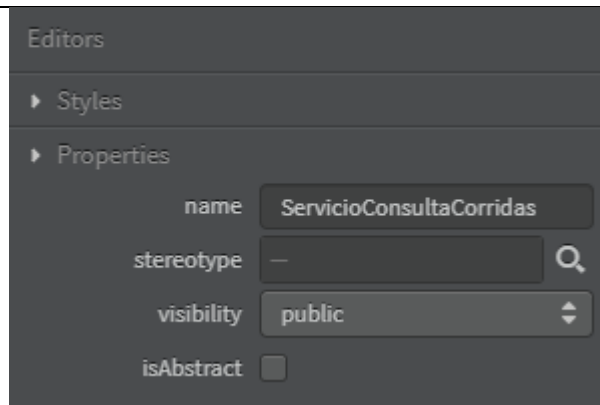 Editors
Styles
Properties
name ServicioConsultaCorridas
stereotype —
visibility public
isAbstract